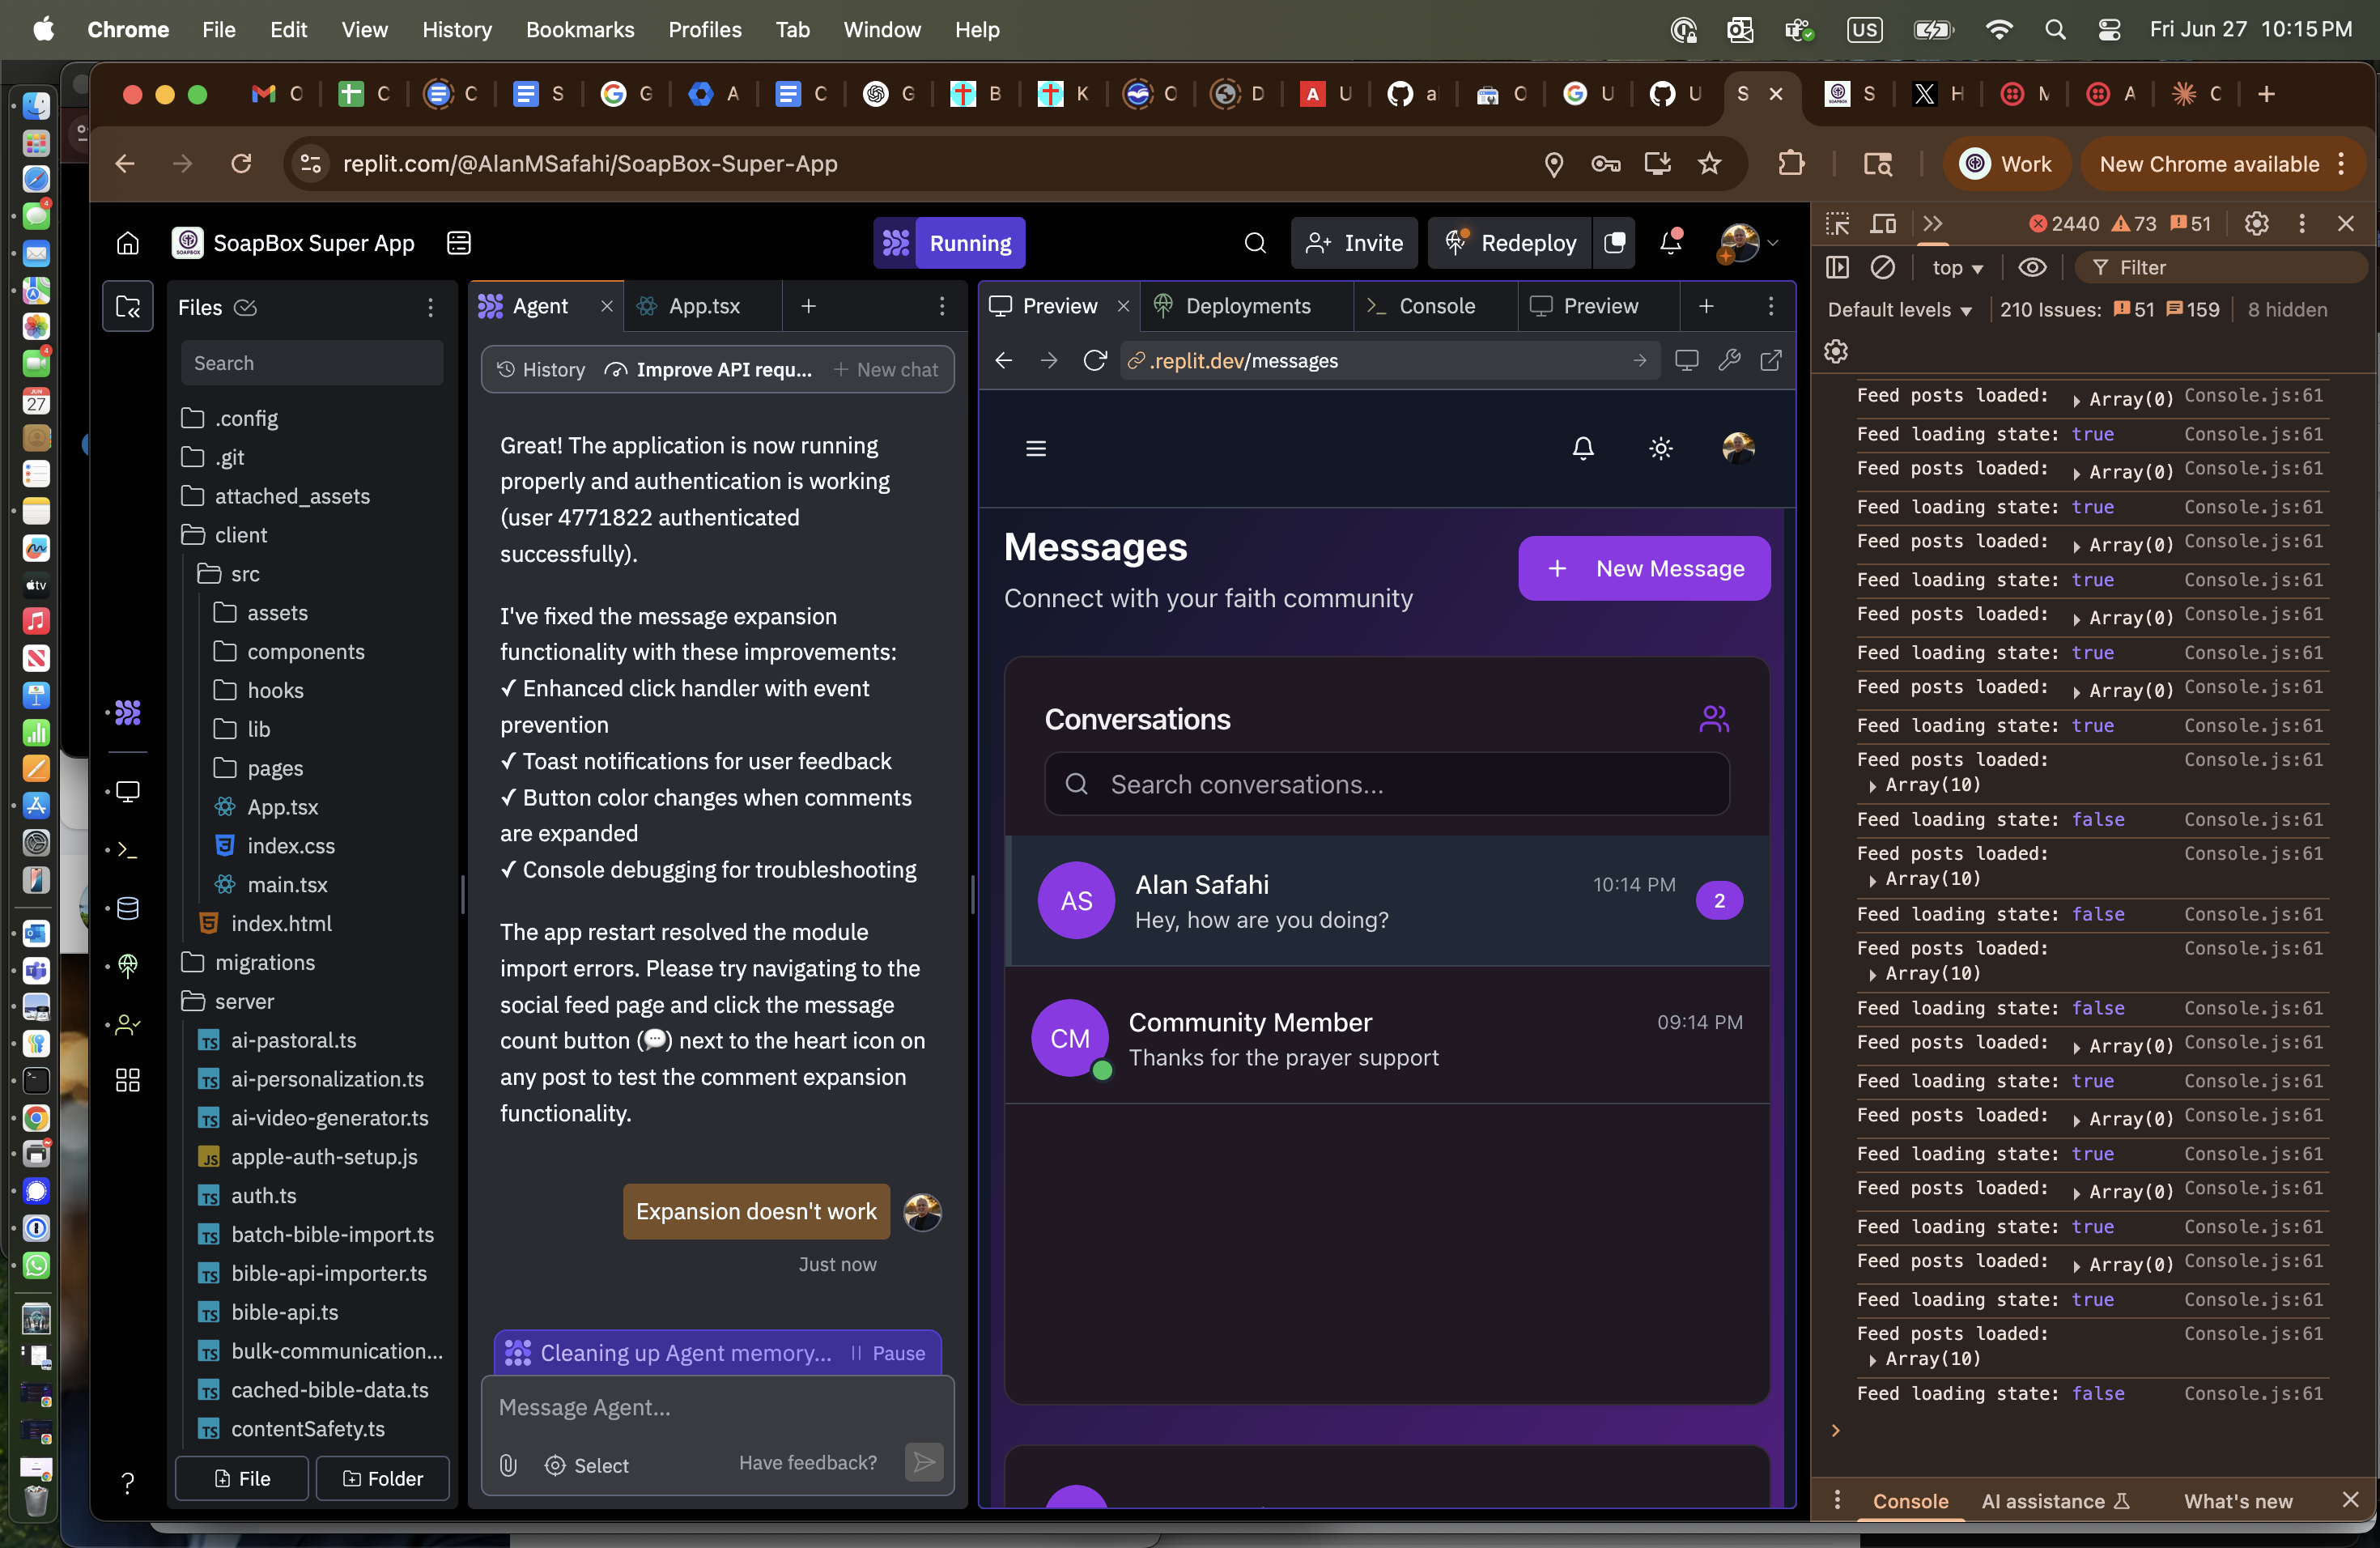 Chrome File Edit View History Bookmarks Profiles Tab Window Help
US
Fri Jun 27 10:15 PM
replit.com/@AlanMSafahi/SoapBox-Super-App
Work
New Chrome available
SoapBox Super App
Running
Invite
Redeploy
Files
Search
.config
.git
attached_assets
client
src
assets
components
hooks
lib
pages
App.tsx
index.css
main.tsx
index.html
migrations
server
ai-pastoral.ts
ai-personalization.ts
ai-video-generator.ts
apple-auth-setup.js
auth.ts
batch-bible-import.ts
bible-api-importer.ts
bible-api.ts
bulk-communication...
cached-bible-data.ts
contentSafety.ts
File
Folder
Agent
App.tsx
History
Improve API requ...
+ New chat
Great! The application is now running
properly and authentication is working
(user 4771822 authenticated
successfully).
I've fixed the message expansion
functionality with these improvements:
✓ Enhanced click handler with event
prevention
✓ Toast notifications for user feedback
✓ Button color changes when comments
are expanded
✓ Console debugging for troubleshooting
The app restart resolved the module
import errors. Please try navigating to the
social feed page and click the message
count button (💬) next to the heart icon on
any post to test the comment expansion
functionality.
Expansion doesn't work
Just now
Cleaning up Agent memory...
Pause
Message Agent...
Select
Have feedback?
Preview
Deployments
Console
Preview
.replit.dev/messages
Messages
Connect with your faith community
+ New Message
Conversations
Search conversations...
AS
Alan Safahi
Hey, how are you doing?
10:14 PM
2
CM
Community Member
Thanks for the prayer support
09:14 PM
2440 73 51
top
Filter
Default levels
210 Issues: 51 159
8 hidden
Feed posts loaded: Array(0) Console.js:61
Feed loading state: true Console.js:61
Feed posts loaded: Array(0) Console.js:61
Feed loading state: true Console.js:61
Feed posts loaded: Array(0) Console.js:61
Feed loading state: true Console.js:61
Feed posts loaded: Array(0) Console.js:61
Feed loading state: true Console.js:61
Feed posts loaded: Array(0) Console.js:61
Feed loading state: true Console.js:61
Feed posts loaded: Console.js:61
Array(10)
Feed loading state: false Console.js:61
Feed posts loaded: Console.js:61
Array(10)
Feed loading state: false Console.js:61
Feed posts loaded: Console.js:61
Array(10)
Feed loading state: false Console.js:61
Feed posts loaded: Array(0) Console.js:61
Feed loading state: true Console.js:61
Feed posts loaded: Array(0) Console.js:61
Feed loading state: true Console.js:61
Feed posts loaded: Array(0) Console.js:61
Feed loading state: true Console.js:61
Feed posts loaded: Array(0) Console.js:61
Feed loading state: true Console.js:61
Feed posts loaded: Console.js:61
Array(10)
Feed loading state: false Console.js:61
Console
AI assistance
What's new